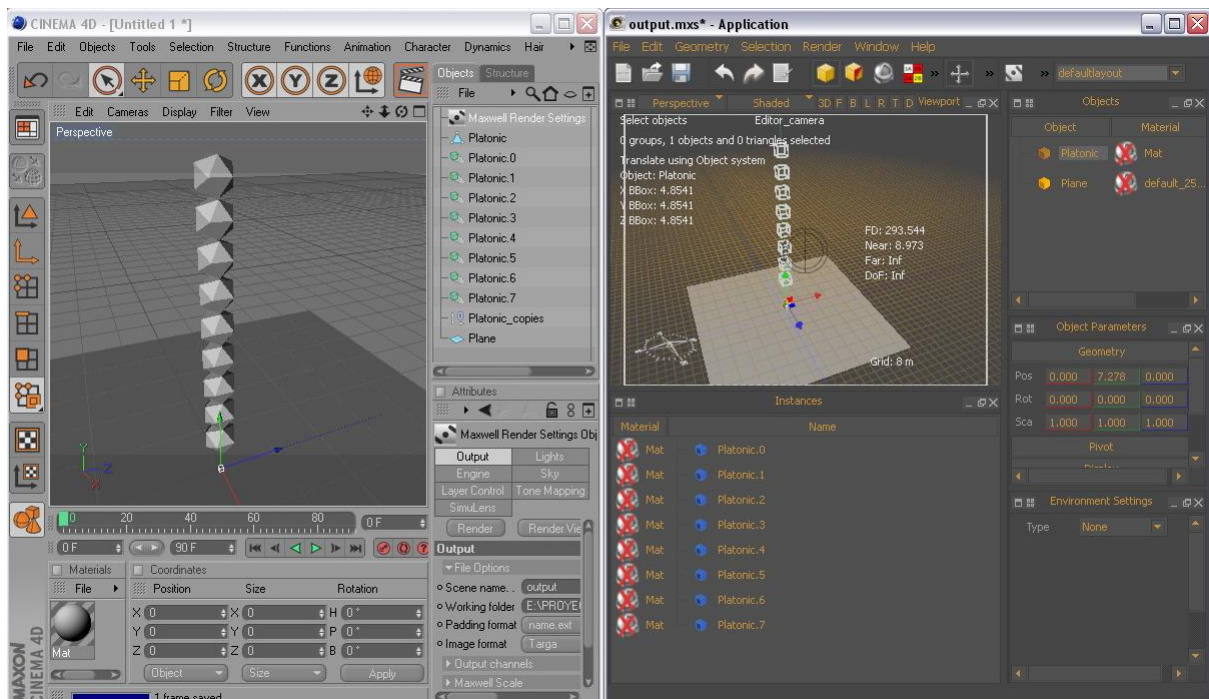 CINEMA 4D - [Untitled 1 *]
File Edit Objects Tools Selection Structure Functions Animation Character Dynamics Hair
Objects Structure
File
Edit Cameras Display Filter View
Perspective
Maxwell Render Settings
Platonic
Platonic.0
Platonic.1
Platonic.2
Platonic.3
Platonic.4
Platonic.5
Platonic.6
Platonic.7
Platonic_copies
Plane
Y
Z
X
Attributes
Maxwell Render Settings Obj
Output Lights
Engine Sky
Layer Control Tone Mapping
SimuLens
Render Render Vie
Output
File Options
Scene name. . output
Working folder E:\PROYE
Padding format name.ext
Image format Targa
Output channels
Maxwell Scale
0 20 40 60 80 0 F
0 F 90 F
Materials
File
Mat
Coordinates
Position Size Rotation
X 0 X 0 H 0 °
Y 0 Y 0 P 0 °
Z 0 Z 0 B 0 °
Object Size Apply
MAXON
CINEMA 4D
1 frame saved
output.mxs* - Application
File Edit Geometry Selection Render Window Help
defaultlayout
Perspective Shaded 3D F B L R T D Viewport
Select objects Editor_camera
0 groups, 1 objects and 0 triangles selected
Translate using Object system
Object: Platonic
X BBox: 4.8541
Y BBox: 4.8541
Z BBox: 4.8541
FD: 293.544
Near: 8.973
Far: Inf
DoF: Inf
Grid: 8 m
Objects
Object Material
Platonic Mat
Plane default_25...
Object Parameters
Geometry
Pos 0.000 7.278 0.000
Rot 0.000 0.000 0.000
Sca 1.000 1.000 1.000
Pivot
Instances
Material Name
Mat Platonic.0
Mat Platonic.1
Mat Platonic.2
Mat Platonic.3
Mat Platonic.4
Mat Platonic.5
Mat Platonic.6
Mat Platonic.7
Environment Settings
Type None